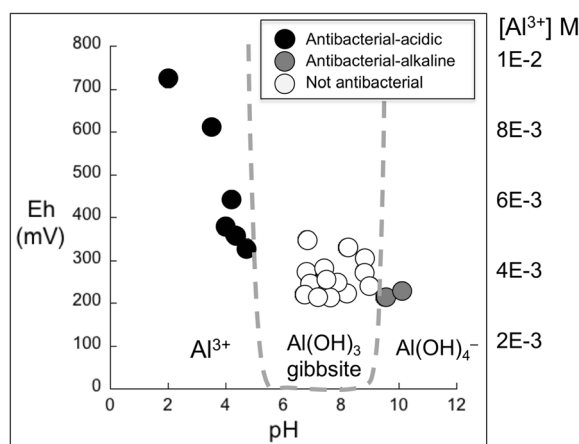 [Al³⁺] M
Antibacterial-acidic
Antibacterial-alkaline
Not antibacterial
800
700
600
500
400
300
200
100
0
Eh
(mV)
1E-2
8E-3
6E-3
4E-3
2E-3
Al³⁺
Al(OH)₃
gibbsite
Al(OH)₄⁻
0
2
4
6
8
10
12
pH